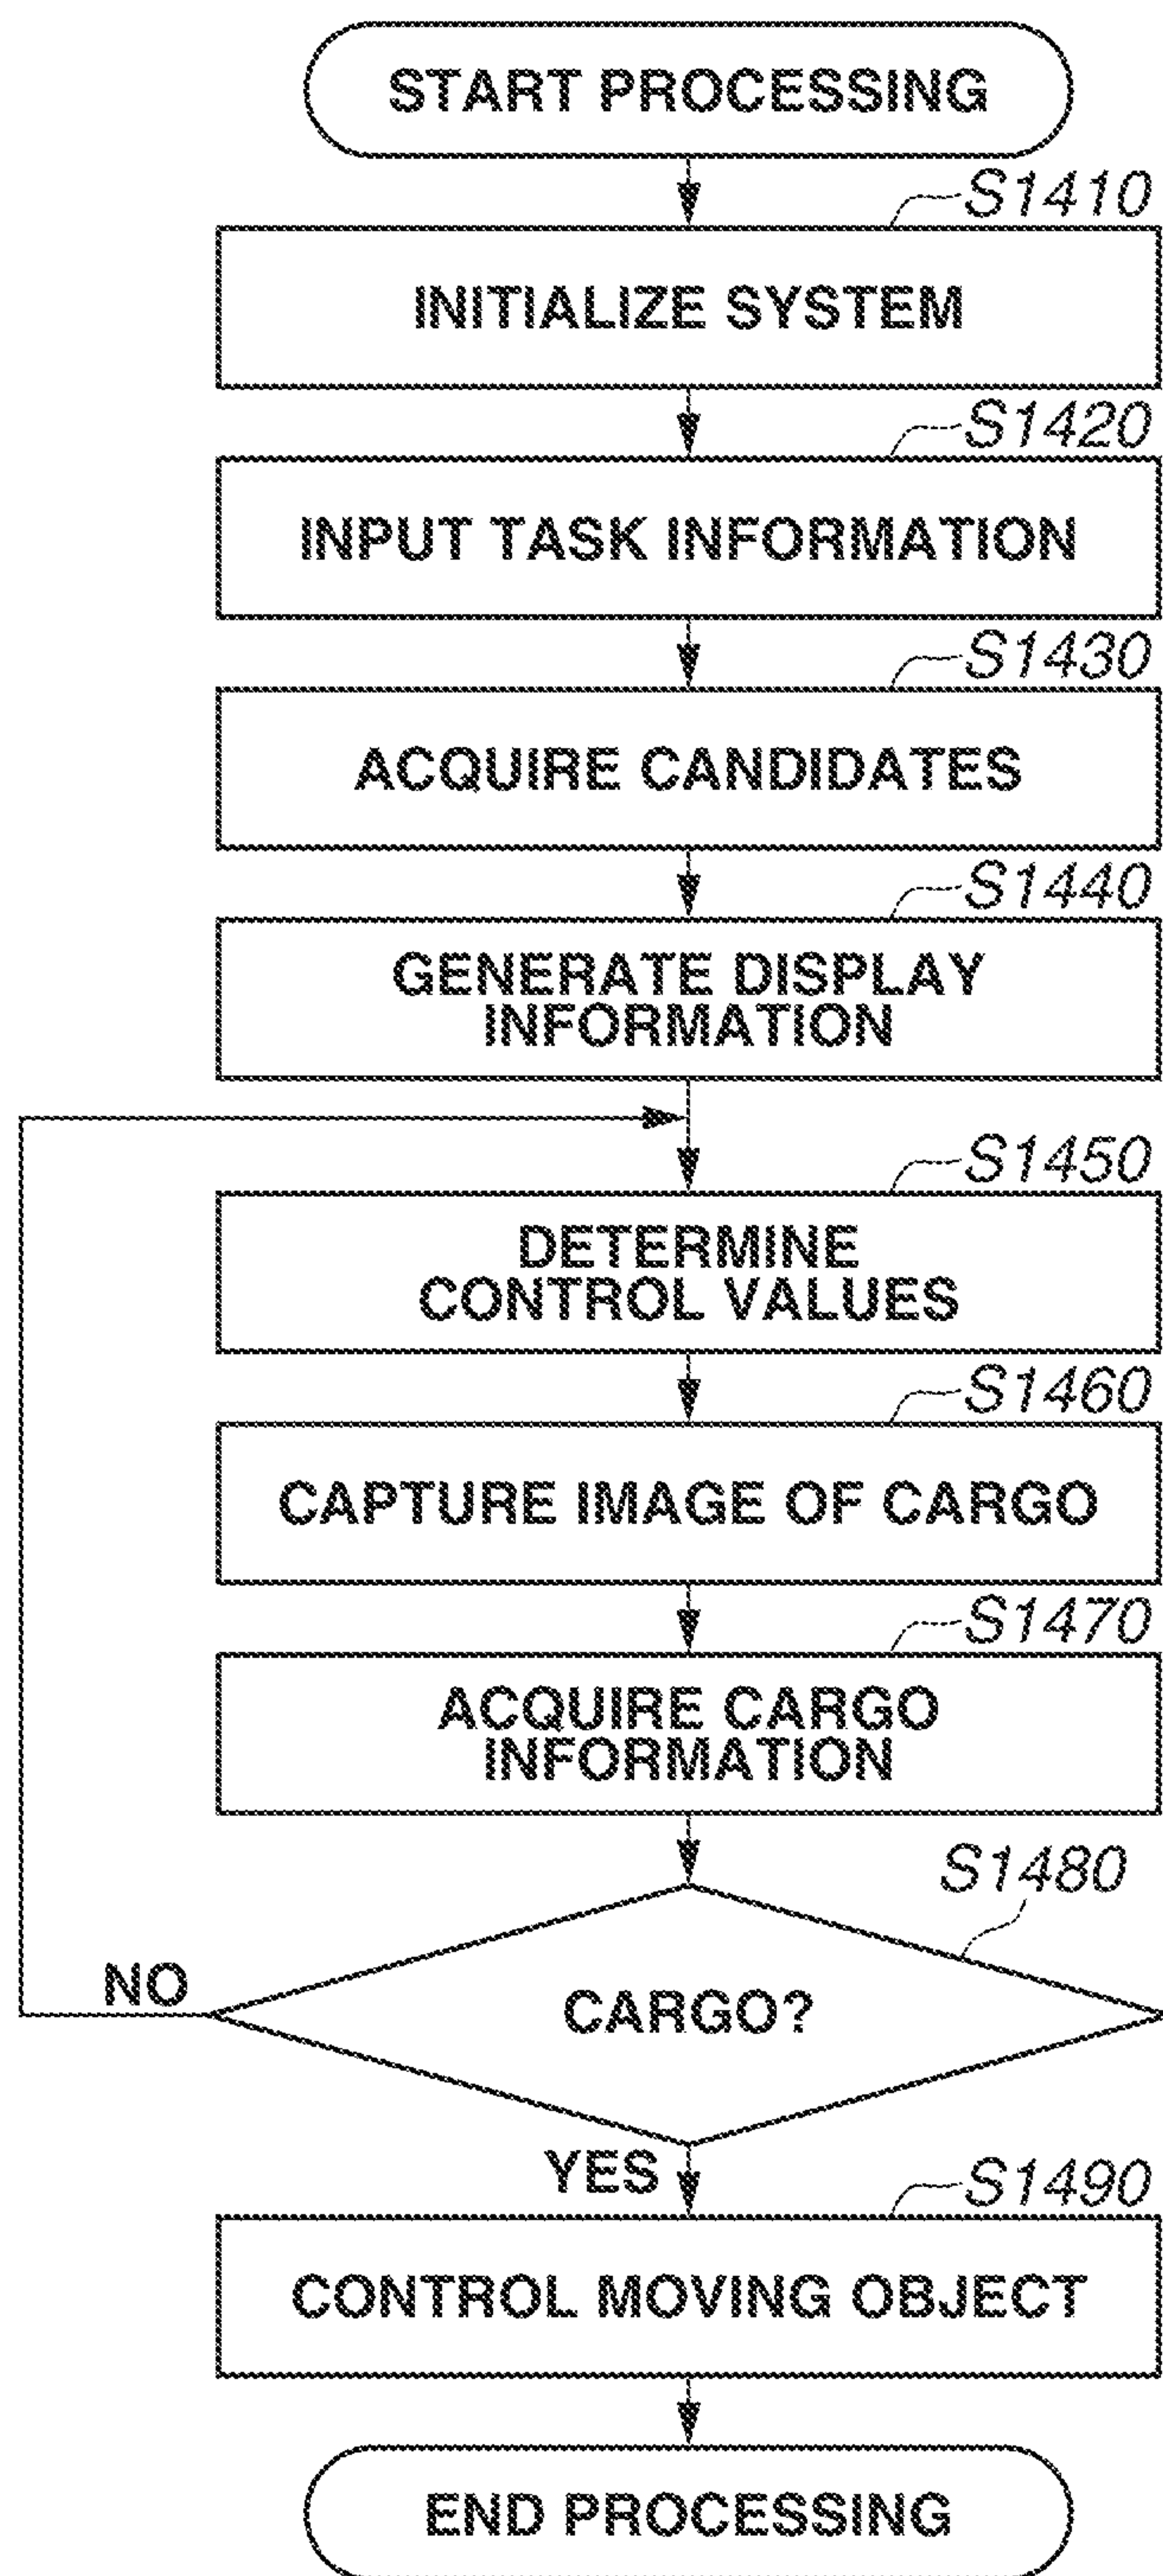 START PROCESSING
S1410
INITIALIZE SYSTEM
S1420
INPUT TASK INFORMATION
S1430
ACQUIRE CANDIDATES
S1440
GENERATE DISPLAY
INFORMATION
S1450
DETERMINE
CONTROL VALUES
S1460
CAPTURE IMAGE OF CARGO
S1470
ACQUIRE CARGO
INFORMATION
S1480
CARGO?
NO
YES
S1490
CONTROL MOVING OBJECT
END PROCESSING